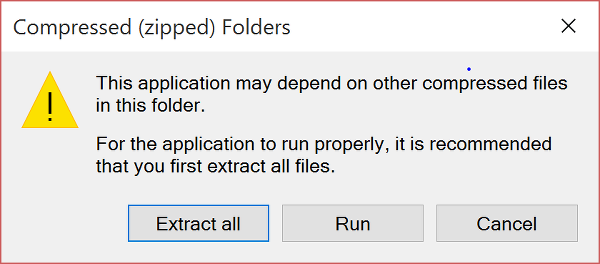 Compressed (zipped) Folders
This application may depend on other compressed files
in this folder.
For the application to run properly, it is recommended
that you first extract all files.
Extract all
Run
Cancel